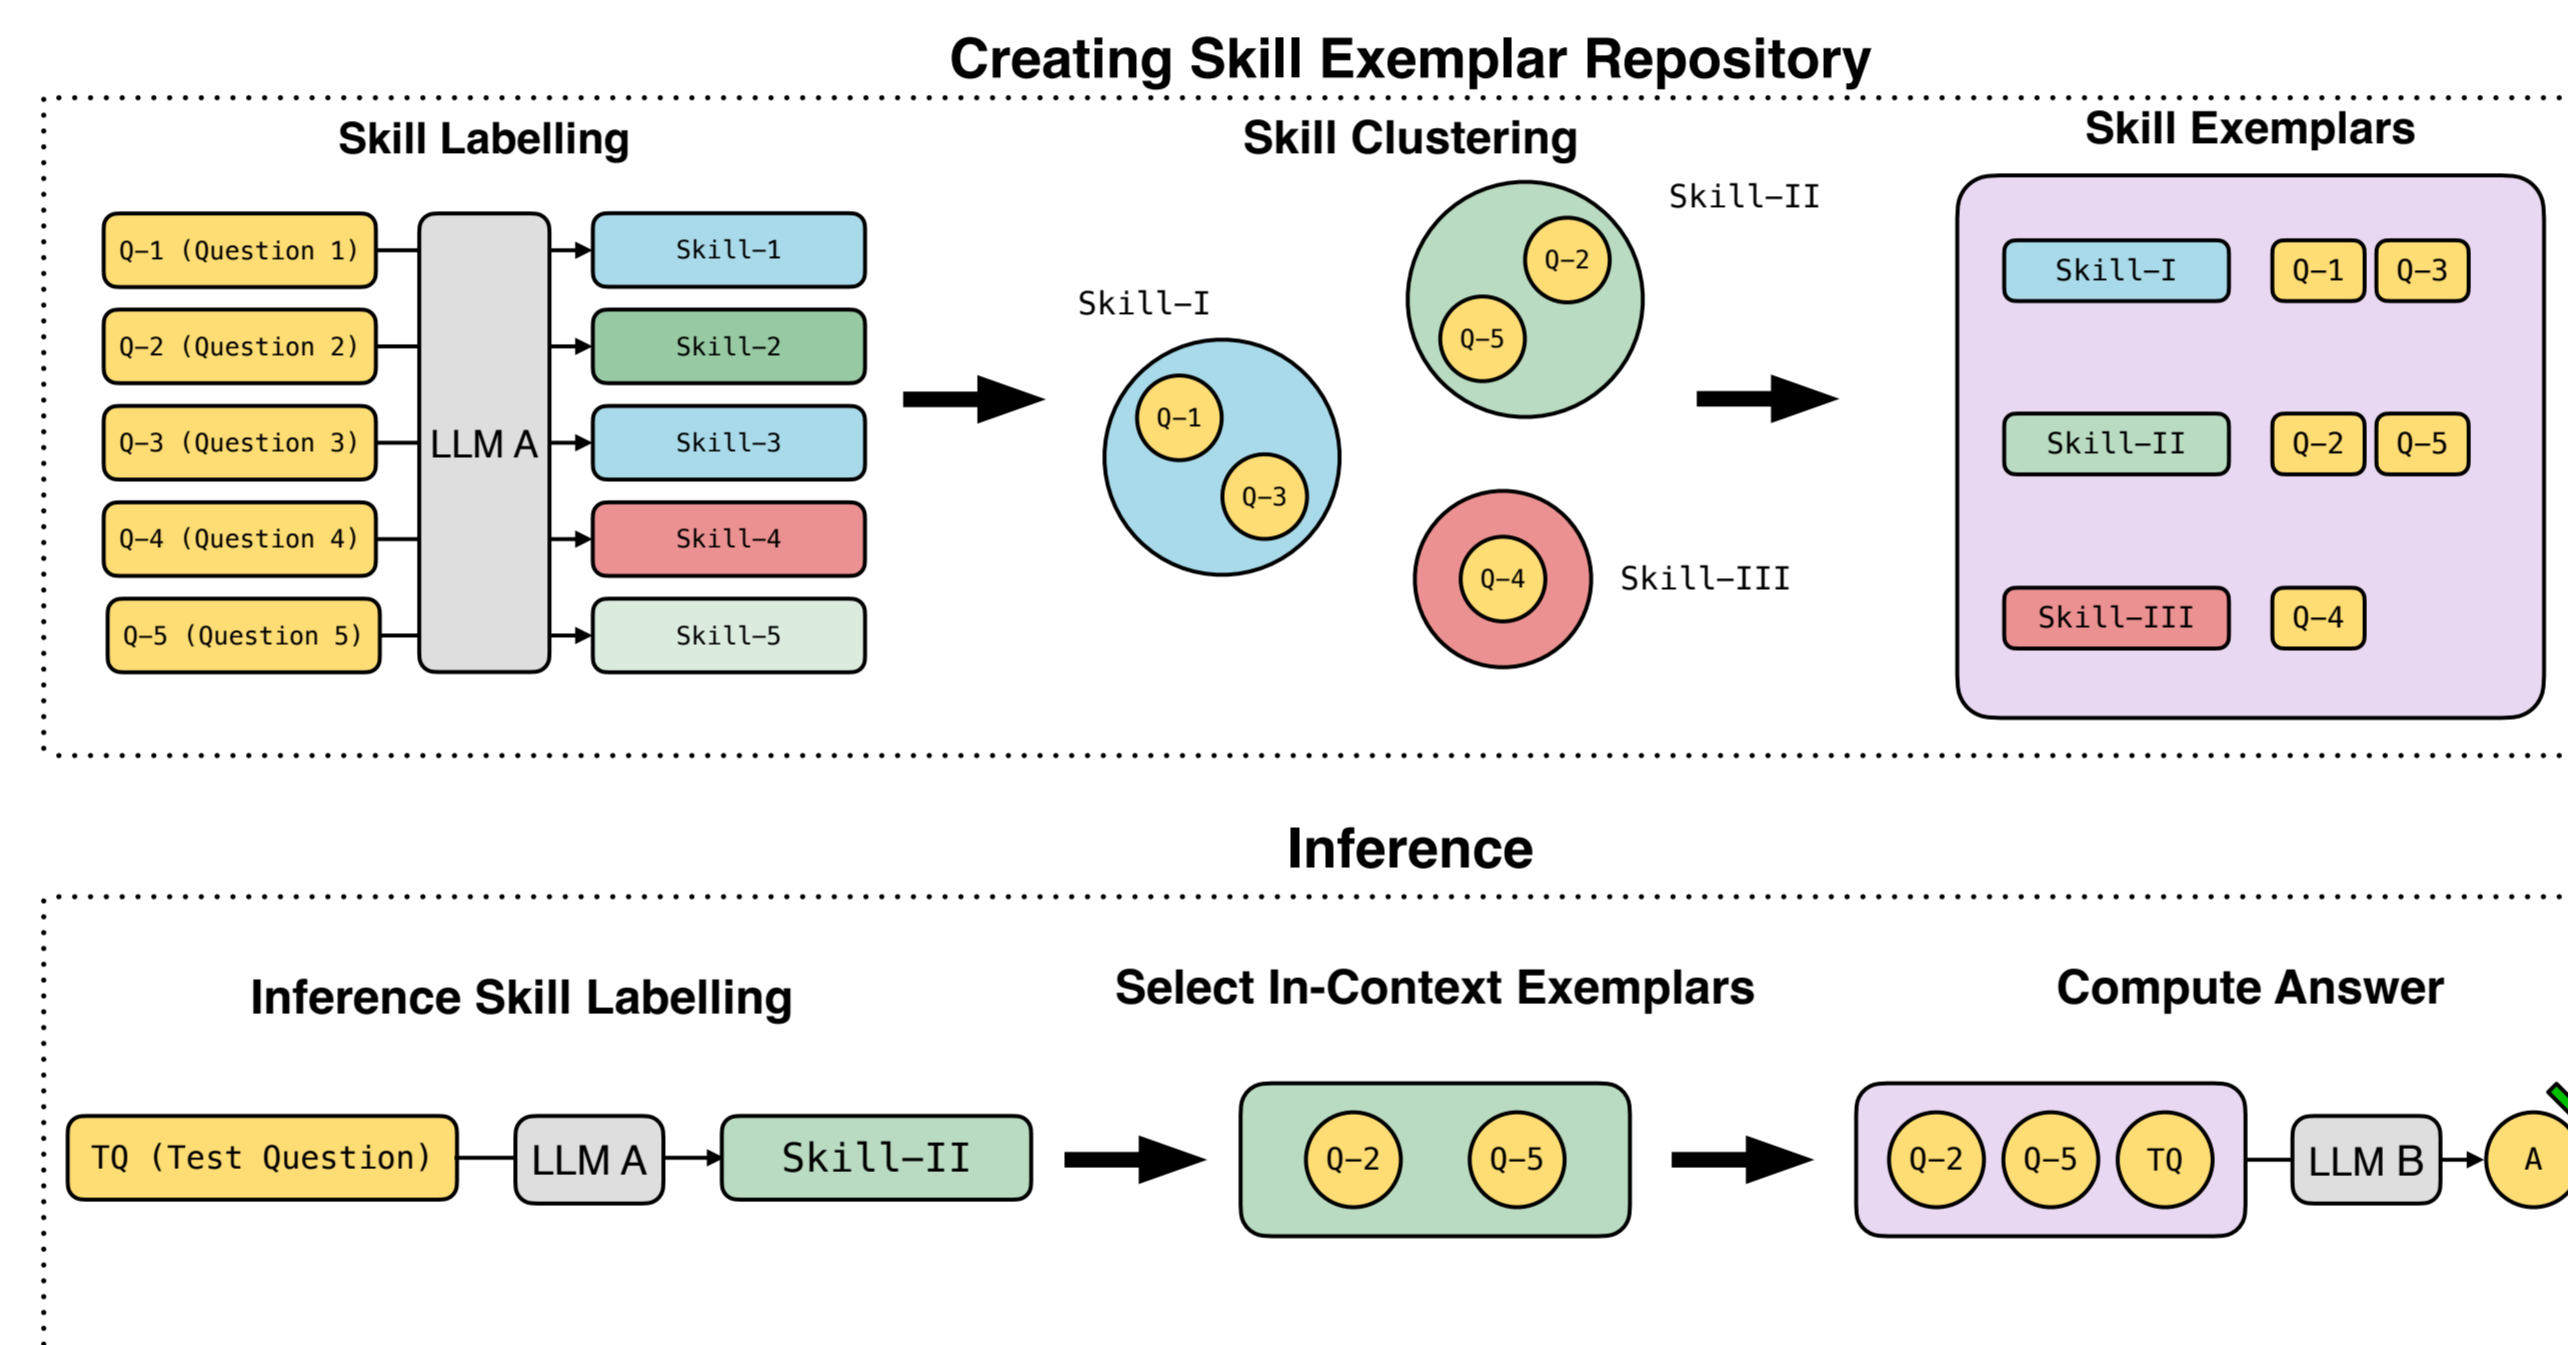 Creating Skill Exemplar Repository
Skill Labelling
Q-1 (Question 1)
Q-2 (Question 2)
Q-3 (Question 3)
Q-4 (Question 4)
Q-5 (Question 5)
LLM A
Skill-1
Skill-2
Skill-3
Skill-4
Skill-5
Skill Clustering
Skill-I
Q-1
Q-3
Skill-II
Q-2
Q-5
Q-4
Skill-III
Skill Exemplars
Skill-I Q-1 Q-3
Skill-II Q-2 Q-5
Skill-III Q-4
Inference
Inference Skill Labelling
TQ (Test Question) LLM A Skill-II
Select In-Context Exemplars
Q-2 Q-5
Compute Answer
Q-2 Q-5 TQ LLM B A